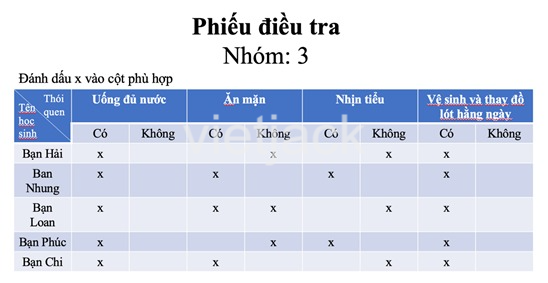 Phiếu điều tra
Nhóm: 3
Đánh dấu x vào cột phù hợp
Thói quen
Tên học sinh
Uống đủ nước
Ăn mặn
Nhịn tiểu
Vệ sinh và thay đồ lót hằng ngày
Có Không Có Không Có Không Có Không
Bạn Hải x x x x
Ban Nhung x x x x
Bạn Loan x x x x x
Bạn Phúc x x x x
Bạn Chi x x x x
vietjack